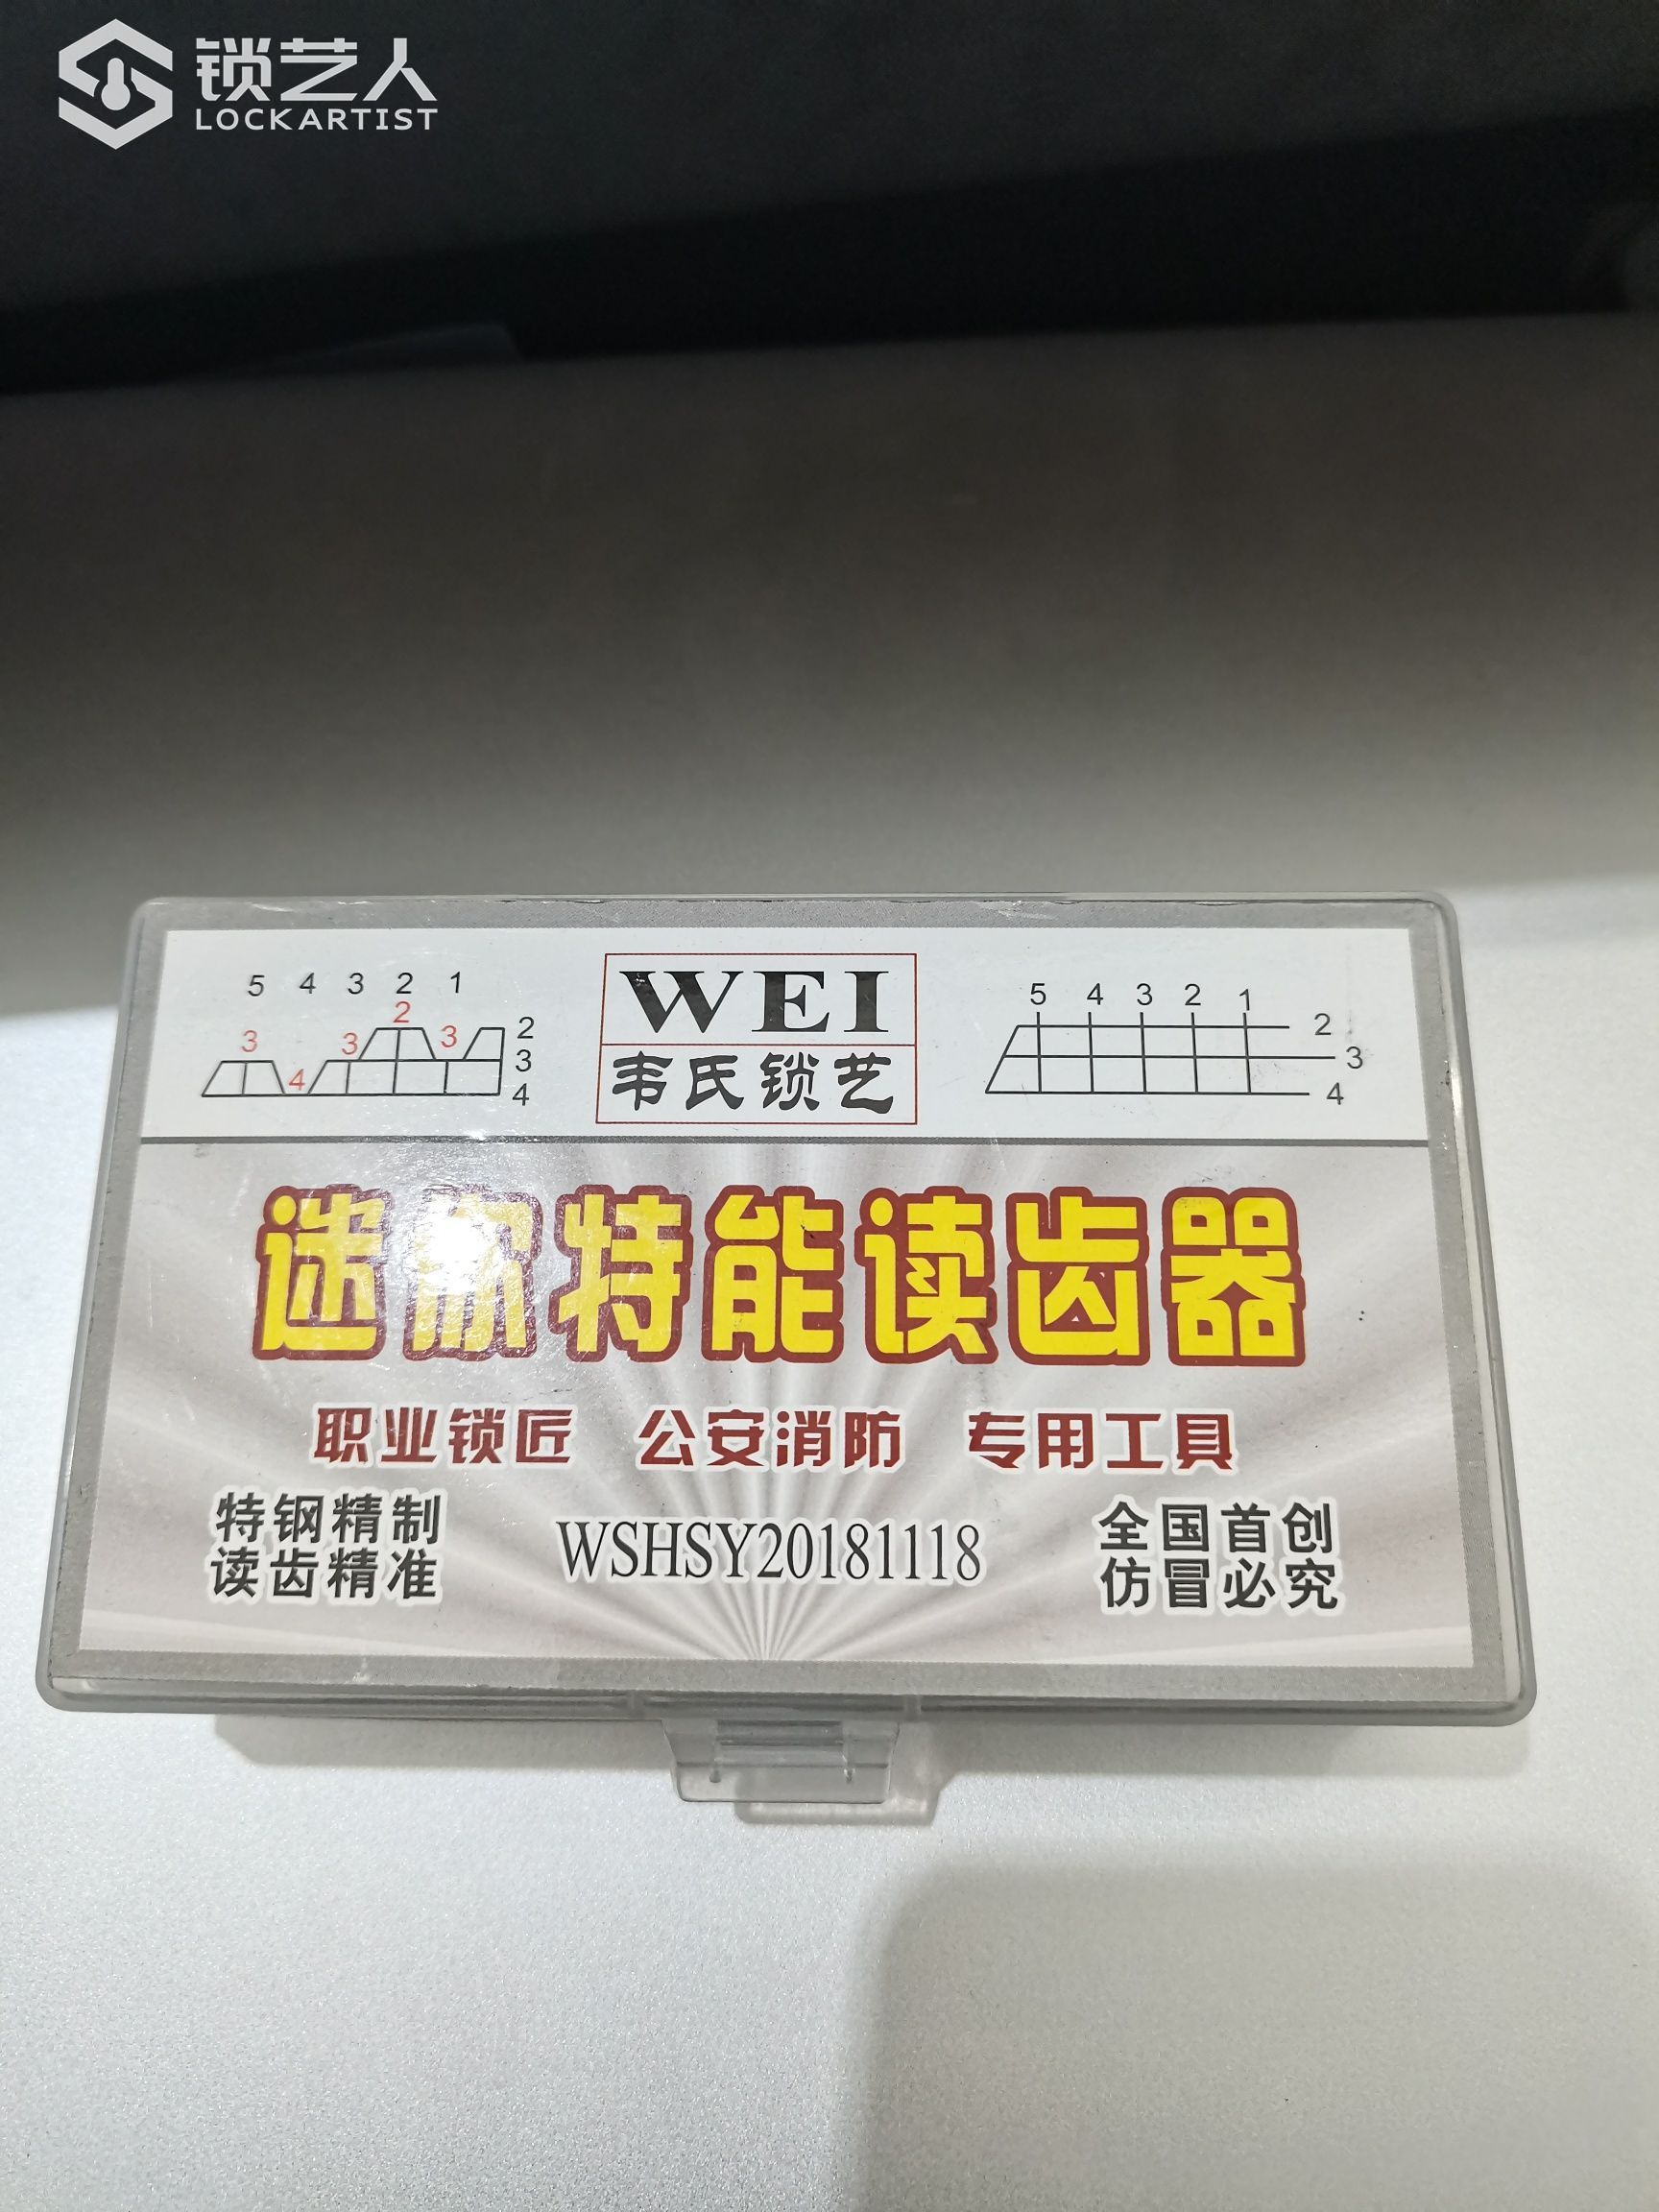 锁艺人
LOCKARTIST
5 4 3 2 1
2
3 3 3
4
2
3
4
WEI
韦氏锁艺
5 4 3 2 1
2
3
4
迷你特能读齿器
职业锁匠 公安消防 专用工具
特钢精制
读齿精准
WSHSY20181118
全国首创
仿冒必究